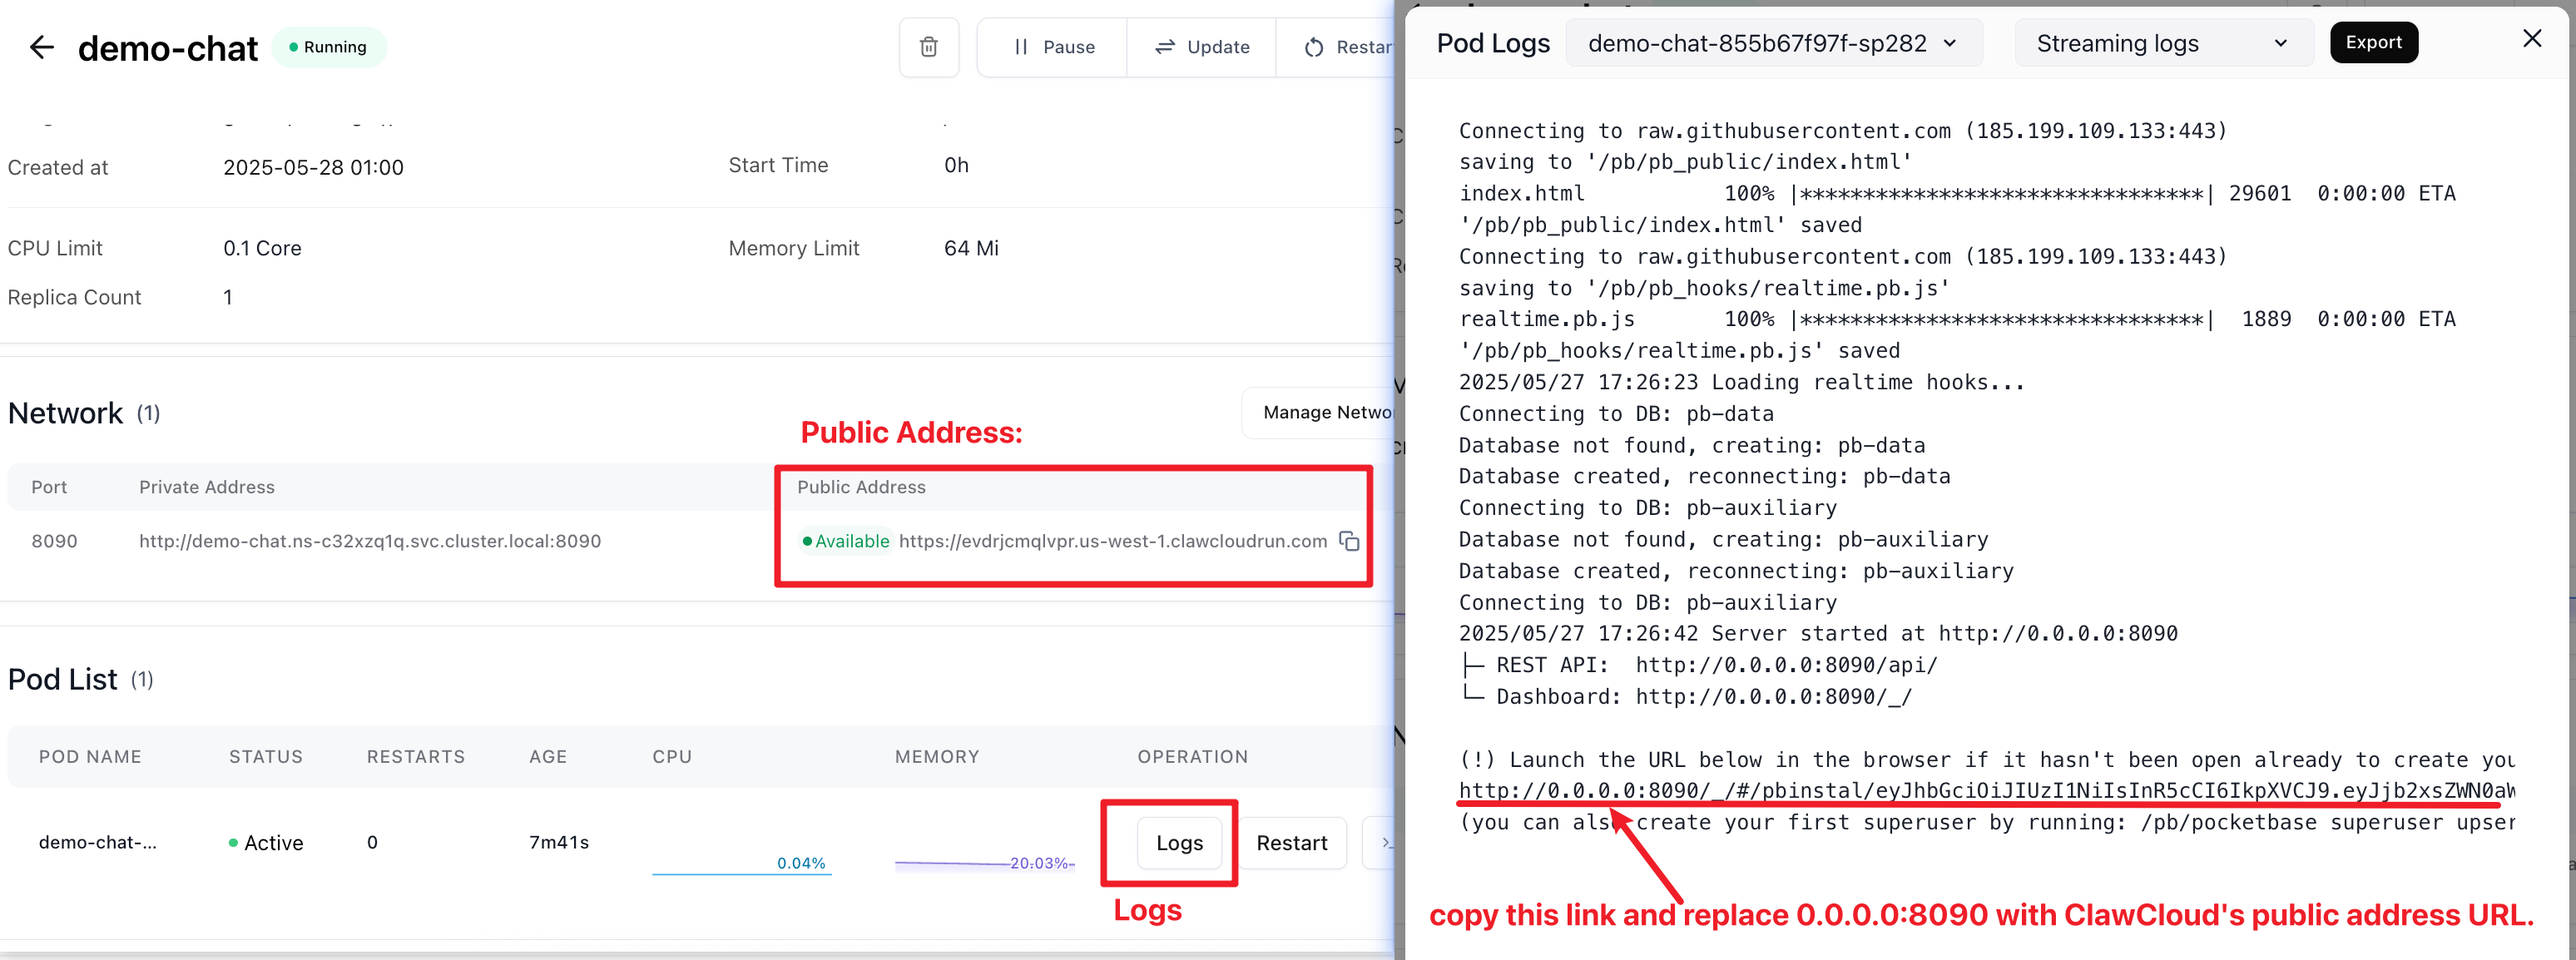 demo-chat
Running
Pause
Update
Restar
Created at
2025-05-28 01:00
Start Time
0h
CPU Limit
0.1 Core
Memory Limit
64 Mi
Replica Count
1
Network (1)
Manage Networ
Public Address:
Port
Private Address
Public Address
8090
http://demo-chat.ns-c32xzq1q.svc.cluster.local:8090
Available
https://evdrjcmqlvpr.us-west-1.clawcloudrun.com
Pod List (1)
POD NAME
STATUS
RESTARTS
AGE
CPU
MEMORY
OPERATION
demo-chat-...
Active
0
7m41s
0.04%
20.03%
Logs
Restart
Logs
Pod Logs
demo-chat-855b67f97f-sp282
Streaming logs
Export
Connecting to raw.githubusercontent.com (185.199.109.133:443)
saving to '/pb/pb_public/index.html'
index.html 100% |********************************| 29601 0:00:00 ETA
'/pb/pb_public/index.html' saved
Connecting to raw.githubusercontent.com (185.199.109.133:443)
saving to '/pb/pb_hooks/realtime.pb.js'
realtime.pb.js 100% |********************************| 1889 0:00:00 ETA
'/pb/pb_hooks/realtime.pb.js' saved
2025/05/27 17:26:23 Loading realtime hooks...
Connecting to DB: pb-data
Database not found, creating: pb-data
Database created, reconnecting: pb-data
Connecting to DB: pb-auxiliary
Database not found, creating: pb-auxiliary
Database created, reconnecting: pb-auxiliary
Connecting to DB: pb-auxiliary
2025/05/27 17:26:42 Server started at http://0.0.0.0:8090
├─ REST API: http://0.0.0.0:8090/api/
└─ Dashboard: http://0.0.0.0:8090/_/
(!) Launch the URL below in the browser if it hasn't been open already to create you
http://0.0.0.0:8090/_/#/pbinstal/eyJhbGciOiJIUzI1NiIsInR5cCI6IkpXVCJ9.eyJjb2xsZWN0aW
(you can also create your first superuser by running: /pb/pocketbase superuser upser
copy this link and replace 0.0.0.0:8090 with ClawCloud's public address URL.